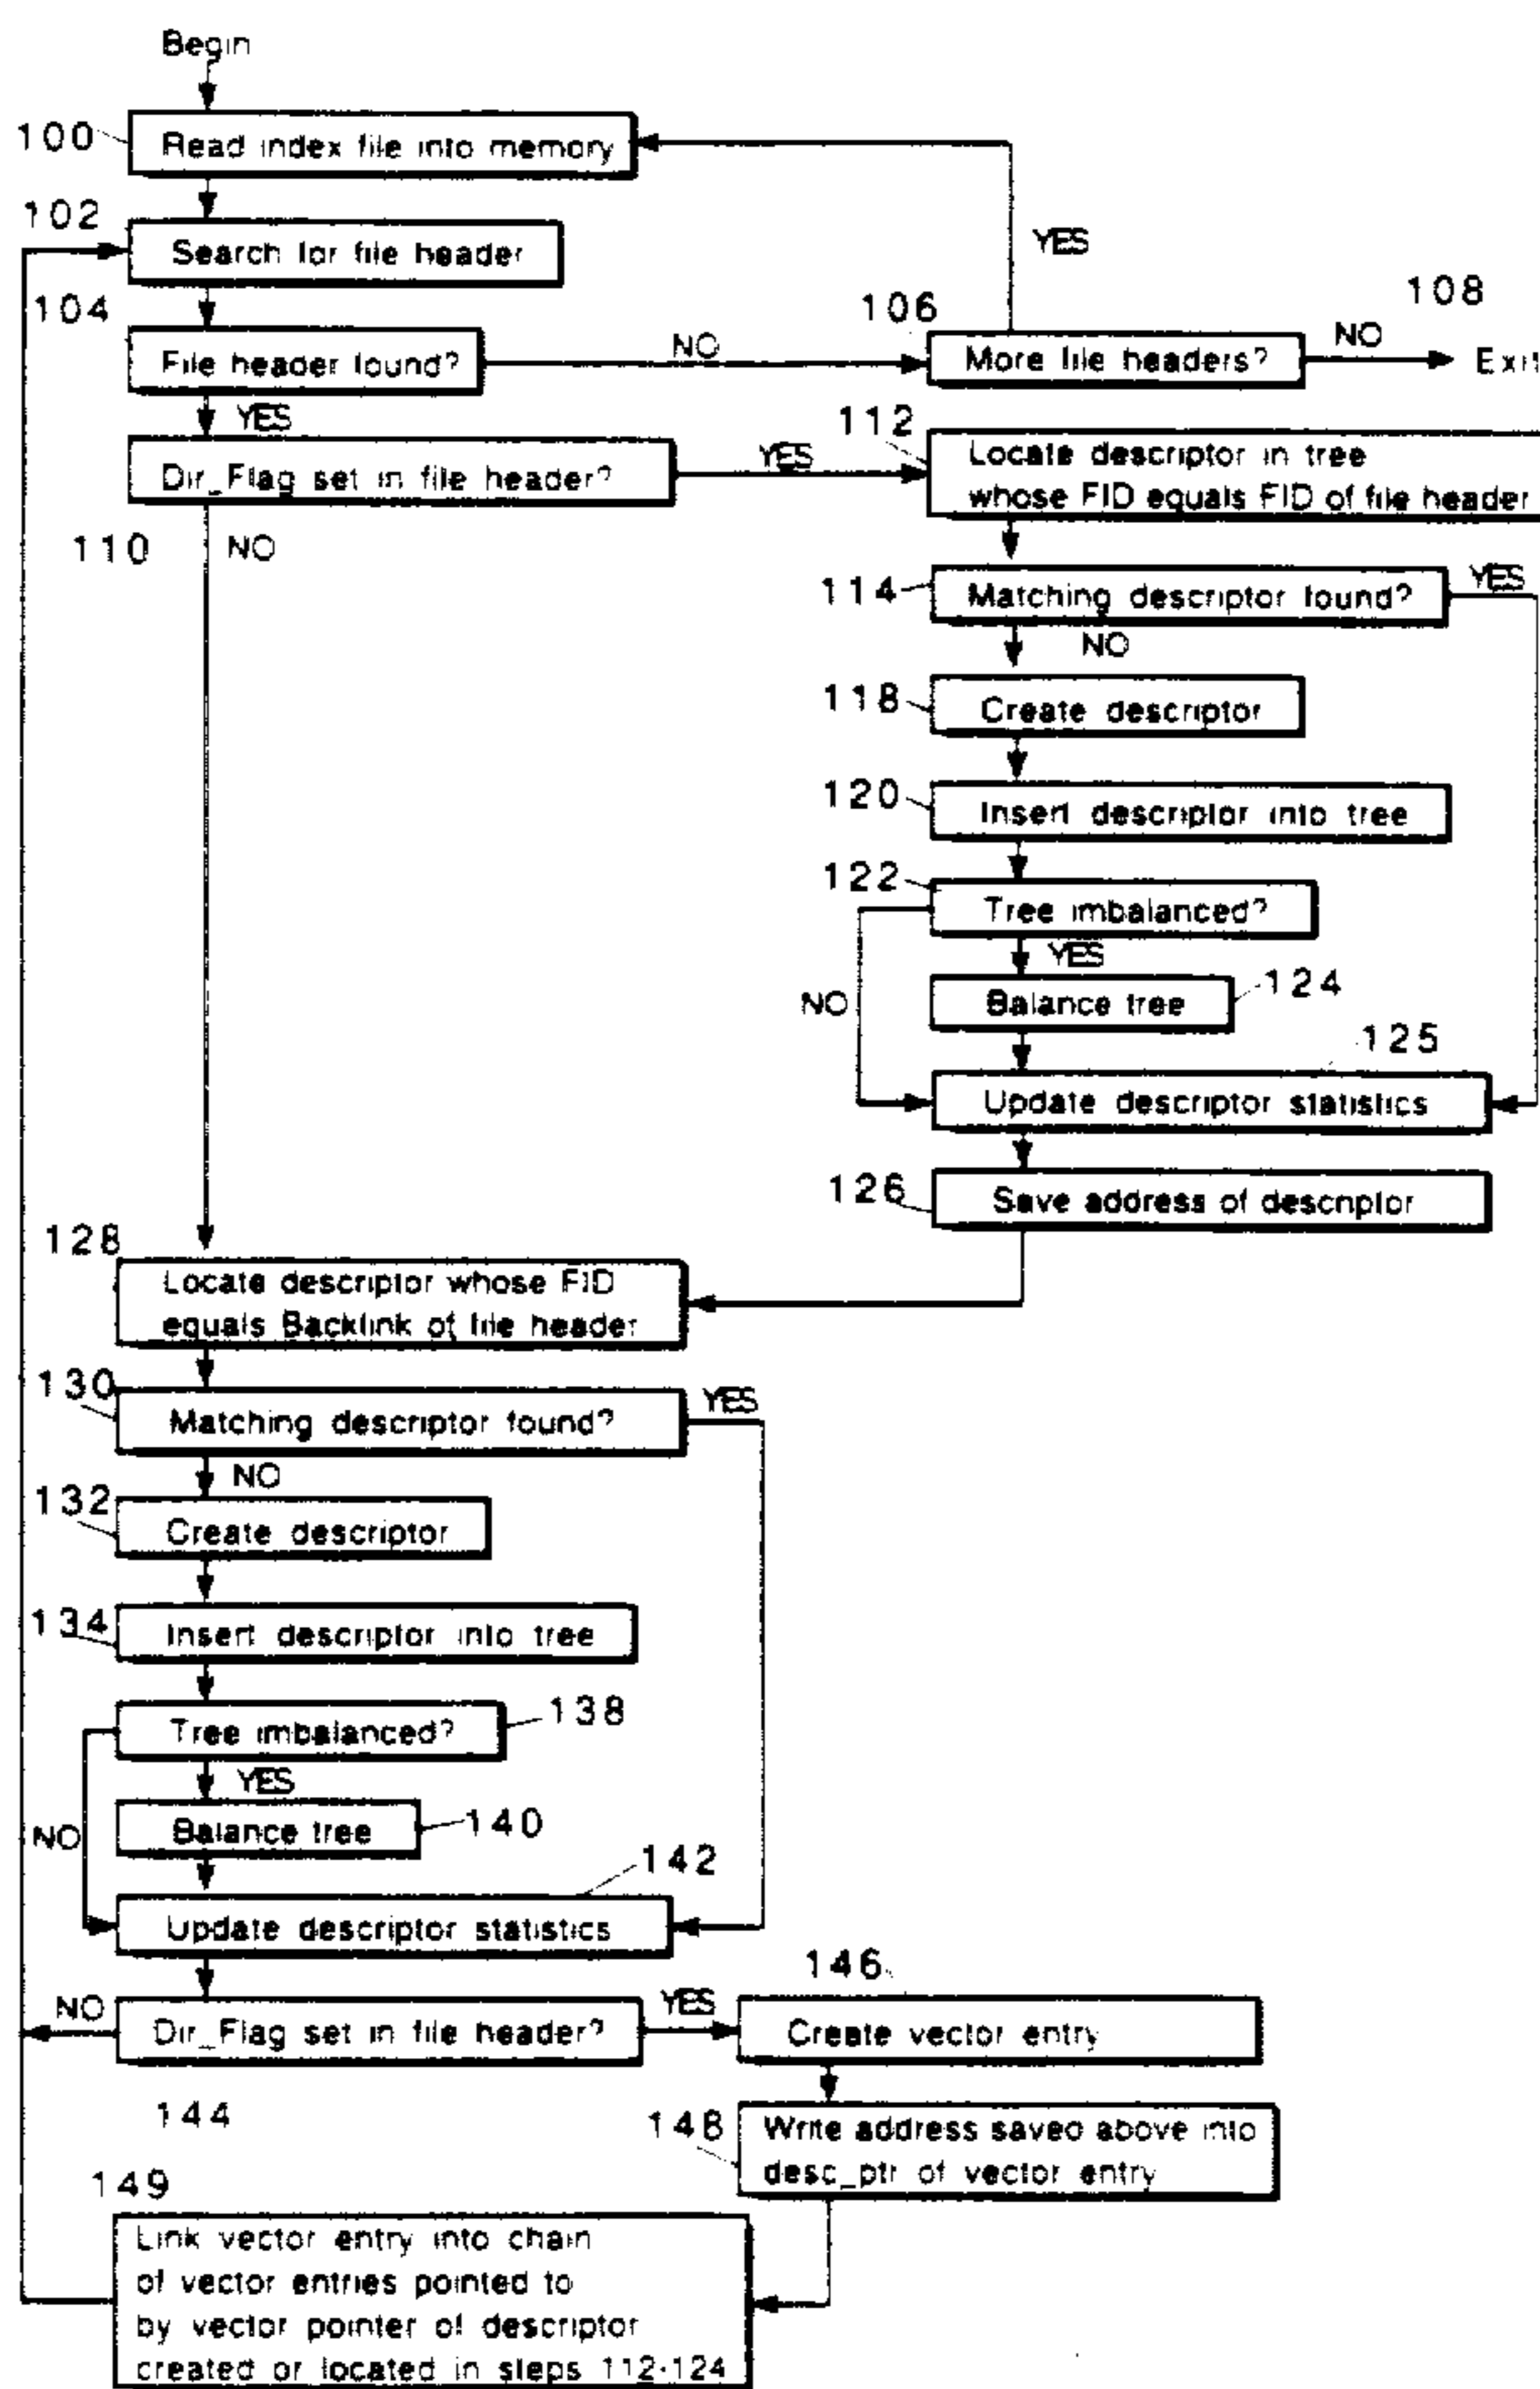 Begin
100
Read index file into memory
102
Search for file header
YES
104
File header found?
NO
106
More file headers?
NO
108
Exit
YES
Dir_Flag set in file header?
YES
112
Locate descriptor in tree
whose FID equals FID of file header
110
NO
114
Matching descriptor found?
YES
NO
118
Create descriptor
120
Insert descriptor into tree
122
Tree imbalanced?
YES
NO
Balance tree
124
125
Update descriptor statistics
126
Save address of descriptor
128
Locate descriptor whose FID
equals Backlink of file header
130
Matching descriptor found?
YES
NO
132
Create descriptor
134
Insert descriptor into tree
Tree imbalanced?
138
YES
NO
Balance tree
140
142
Update descriptor statistics
NO
Dir_Flag set in file header?
YES
146
Create vector entry
144
148
Write address saved above into
desc_ptr of vector entry
149
Link vector entry into chain
of vector entries pointed to
by vector pointer of descriptor
created or located in steps 112-124